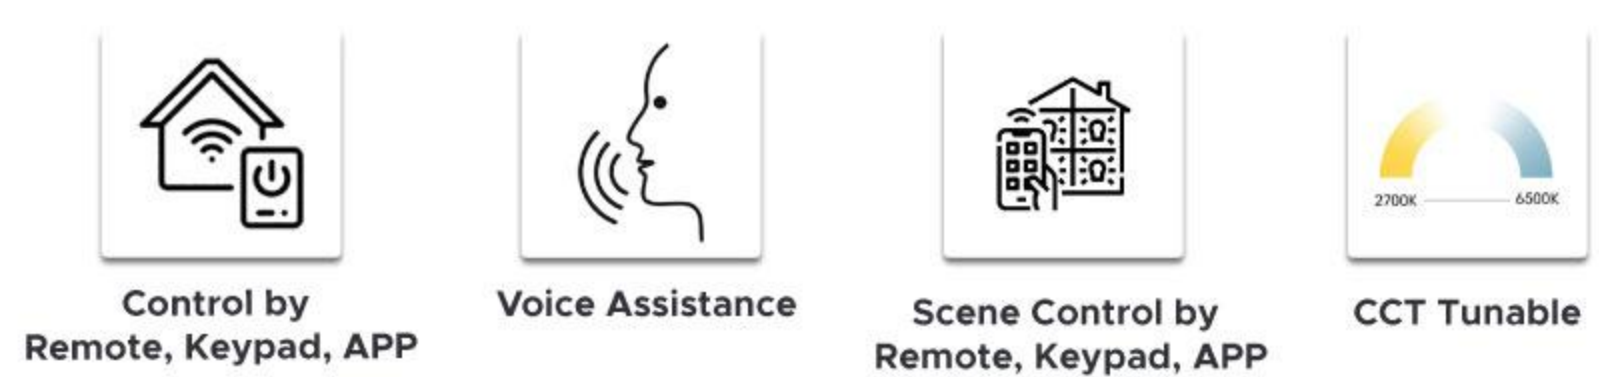 Control by
Remote, Keypad, APP
Voice Assistance
Scene Control by
Remote, Keypad, APP
2700K
6500K
CCT Tunable